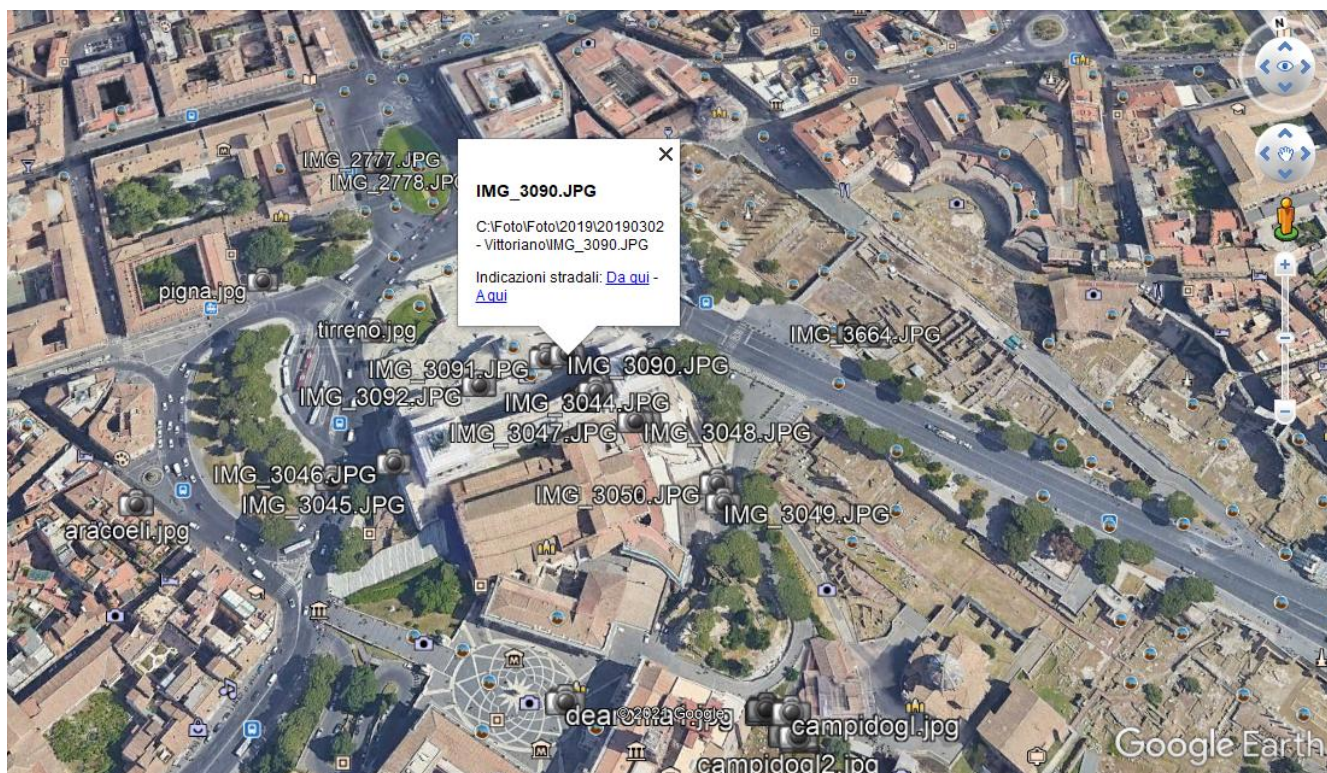 N
IMG_2777.JPG
IMG_2778.JPG
IMG_3090.JPG
C:\Foto\Foto\2019\20190302
- Vittoriano\IMG_3090.JPG
Indicazioni stradali: Da qui -
A qui
pigna.jpg
tirreno.jpg
IMG_3664.JPG
IMG_3091.JPG
IMG_3090.JPG
IMG_3092.JPG
IMG_3044.JPG
IMG_3047.JPG
IMG_3048.JPG
IMG_3046.JPG
IMG_3045.JPG
IMG_3050.JPG
IMG_3049.JPG
aracoeli.jpg
© 2021 Google
campidogl.jpg
campidogl2.jpg
Google Earth